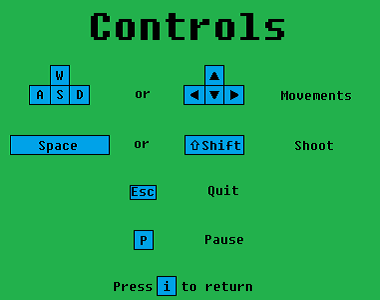 Controls
W
A S D or ◀ ▲ ▼ ▶ Movements
Space or ⇧Shift Shoot
Esc Quit
P Pause
Press i to return